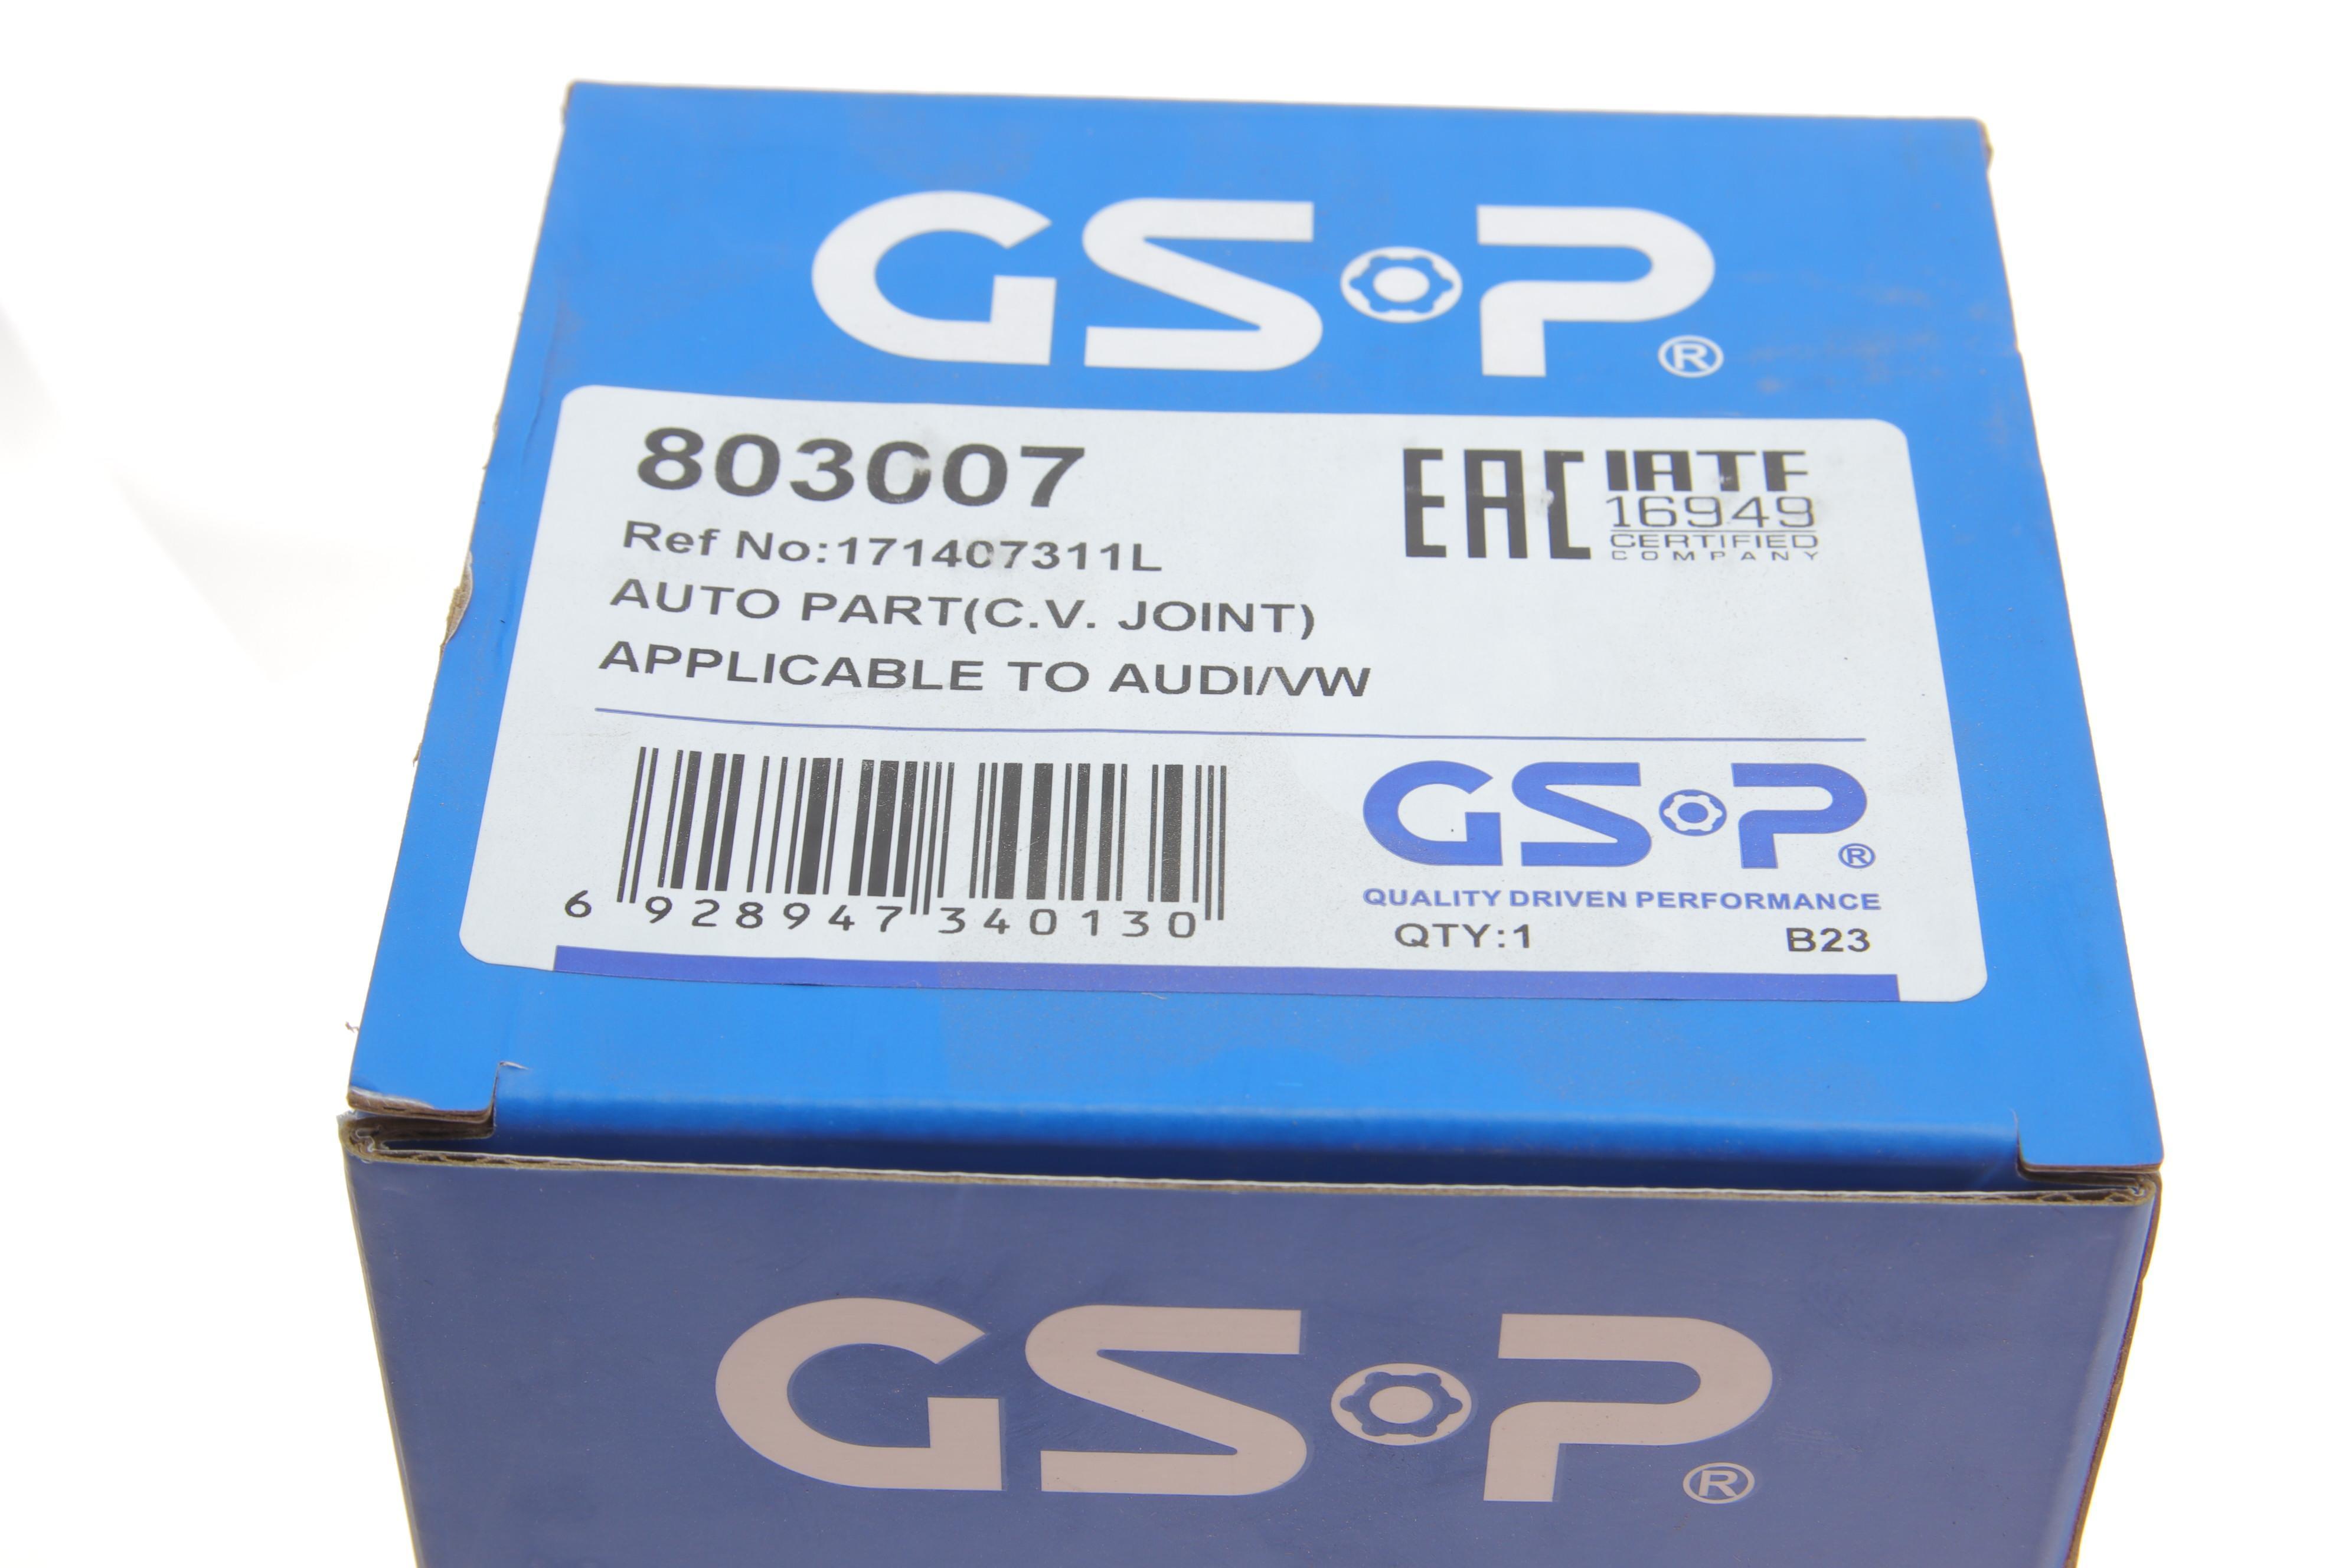 GSP®
803007
Ref No:171407311L
AUTO PART(C.V. JOINT)
APPLICABLE TO AUDI/VW
EAC
IATF
16949
CERTIFIED
COMPANY
6 928947 340130
GSP®
QUALITY DRIVEN PERFORMANCE
QTY:1 B23
GSP®